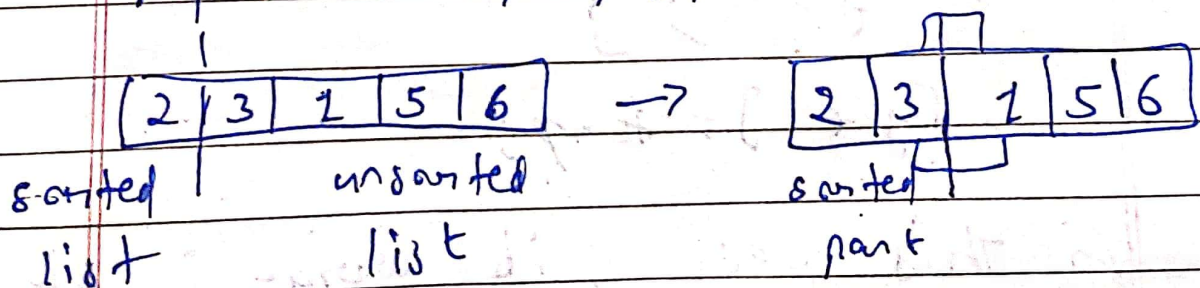 2 | 3 | 1 | 5 | 6 → 2 | 3 | 1 | 5 | 6
sorted unsorted sorted
list list part